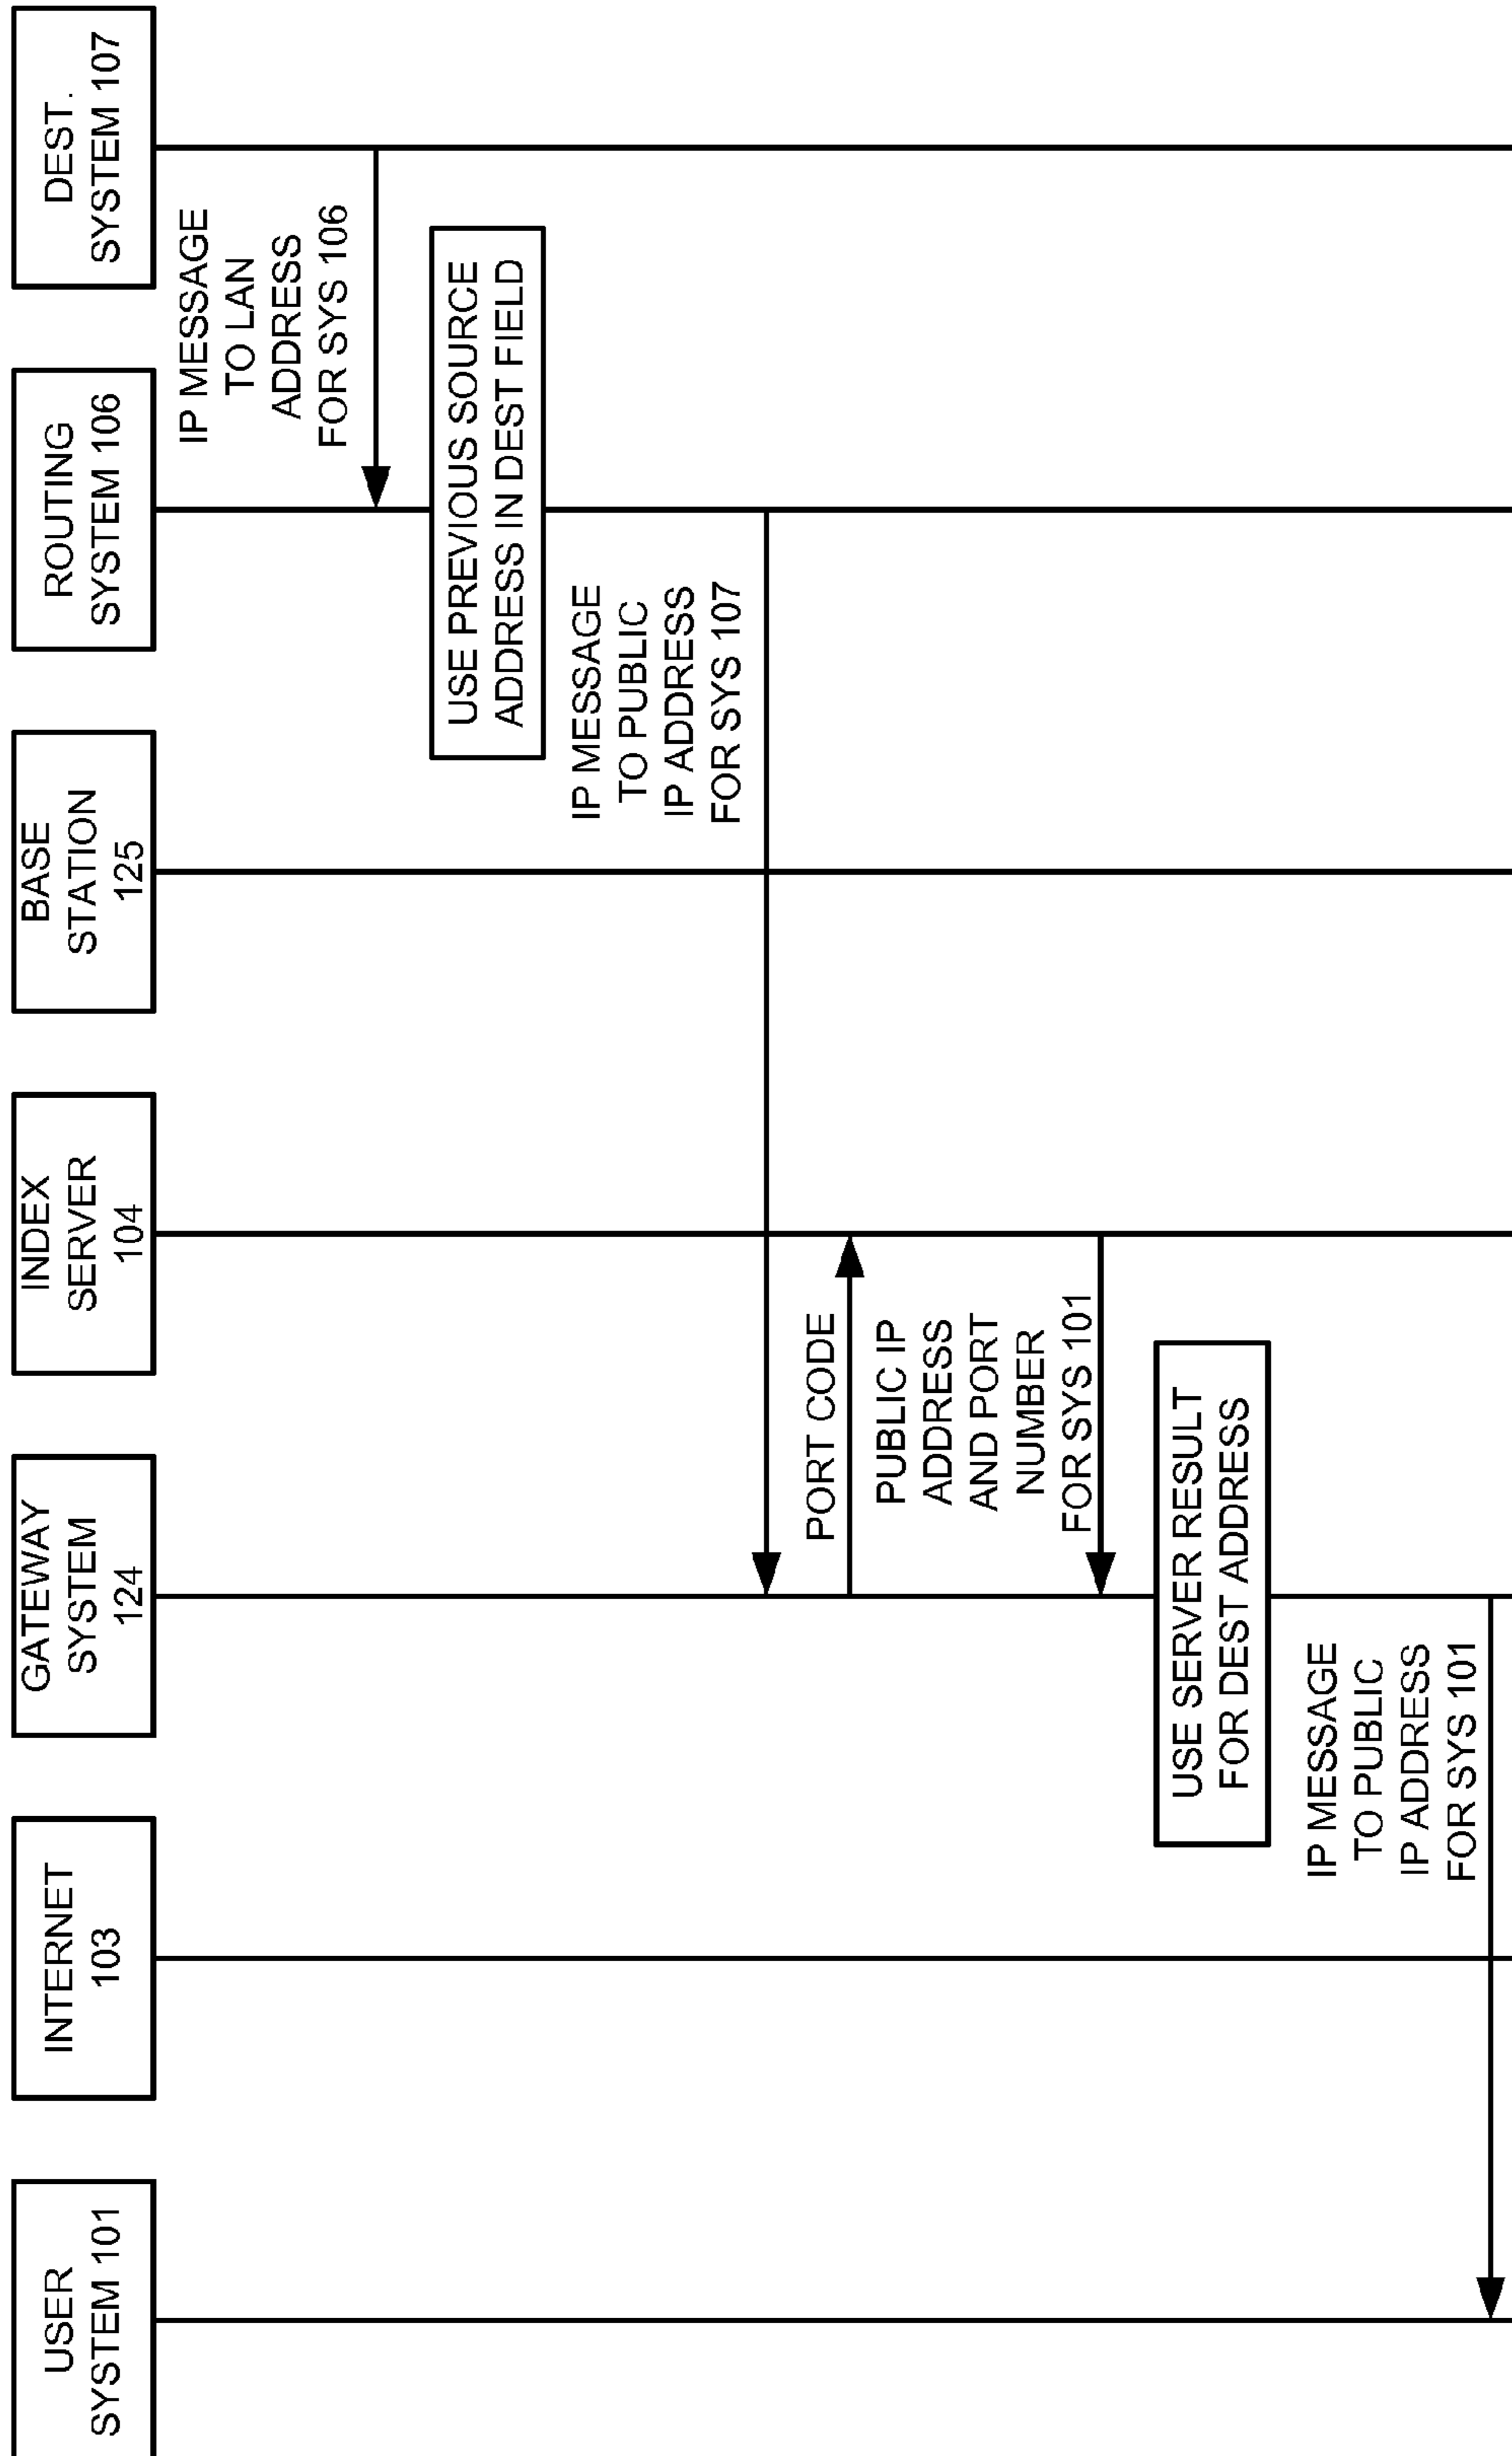 USER
SYSTEM 101
INTERNET
103
GATEWAY
SYSTEM
124
INDEX
SERVER
104
BASE
STATION
125
ROUTING
SYSTEM 106
DEST.
SYSTEM 107
IP MESSAGE
TO LAN
ADDRESS
FOR SYS 106
USE PREVIOUS SOURCE
ADDRESS IN DEST FIELD
IP MESSAGE
TO PUBLIC
IP ADDRESS
FOR SYS 107
PORT CODE
PUBLIC IP
ADDRESS
AND PORT
NUMBER
FOR SYS 101
USE SERVER RESULT
FOR DEST ADDRESS
IP MESSAGE
TO PUBLIC
IP ADDRESS
FOR SYS 101